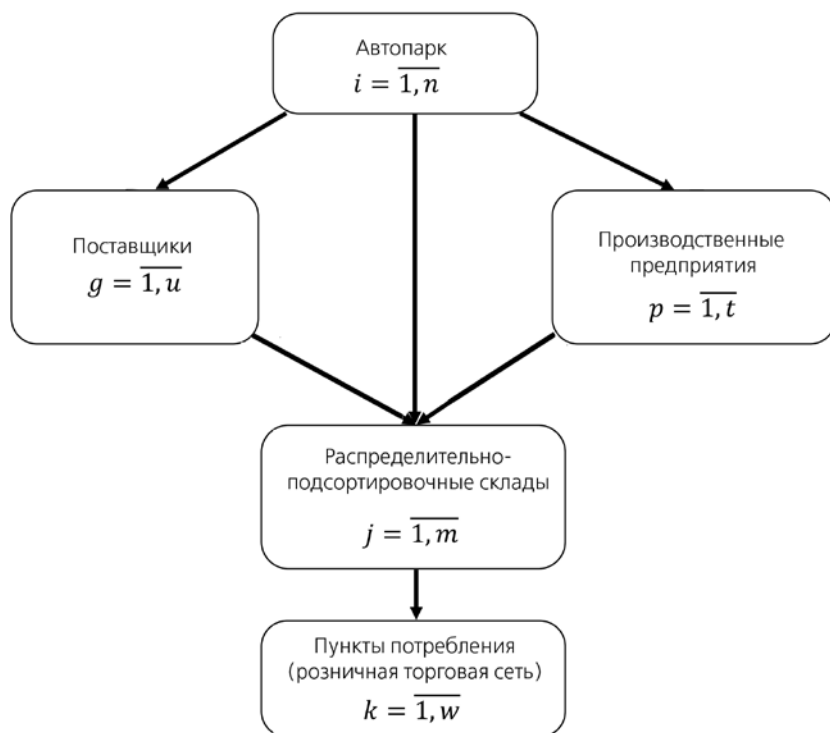 Автопарк
i = 1, n
Поставщики
g = 1, u
Производственные
предприятия
p = 1, t
Распределительно-
подсортировочные склады
j = 1, m
Пункты потребления
(розничная торговая сеть)
k = 1, w